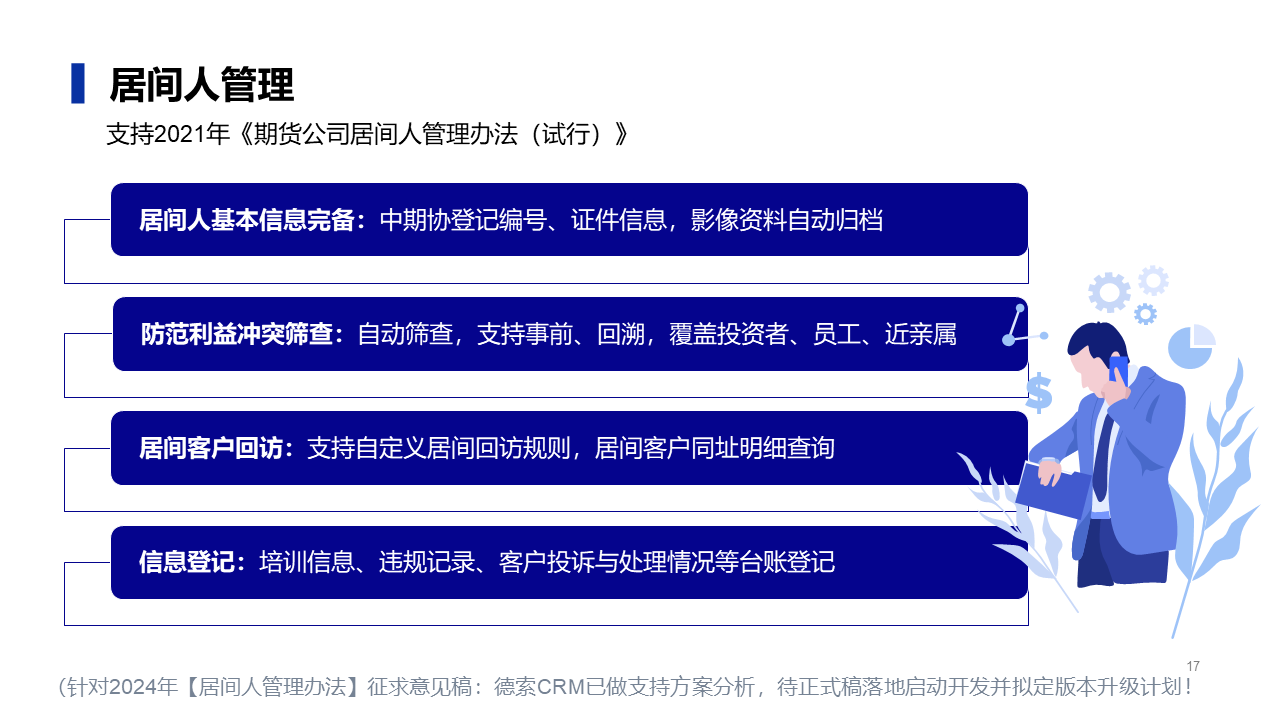 居间人管理
支持2021年《期货公司居间人管理办法（试行）》
居间人基本信息完备：中期协登记编号、证件信息，影像资料自动归档
防范利益冲突筛查：自动筛查，支持事前、回溯，覆盖投资者、员工、近亲属
$
居间客户回访：支持自定义居间回访规则，居间客户同址明细查询
信息登记：培训信息、违规记录、客户投诉与处理情况等台账登记
17
（针对2024年【居间人管理办法】征求意见稿：德索CRM已做支持方案分析，待正式稿落地启动开发并拟定版本升级计划！